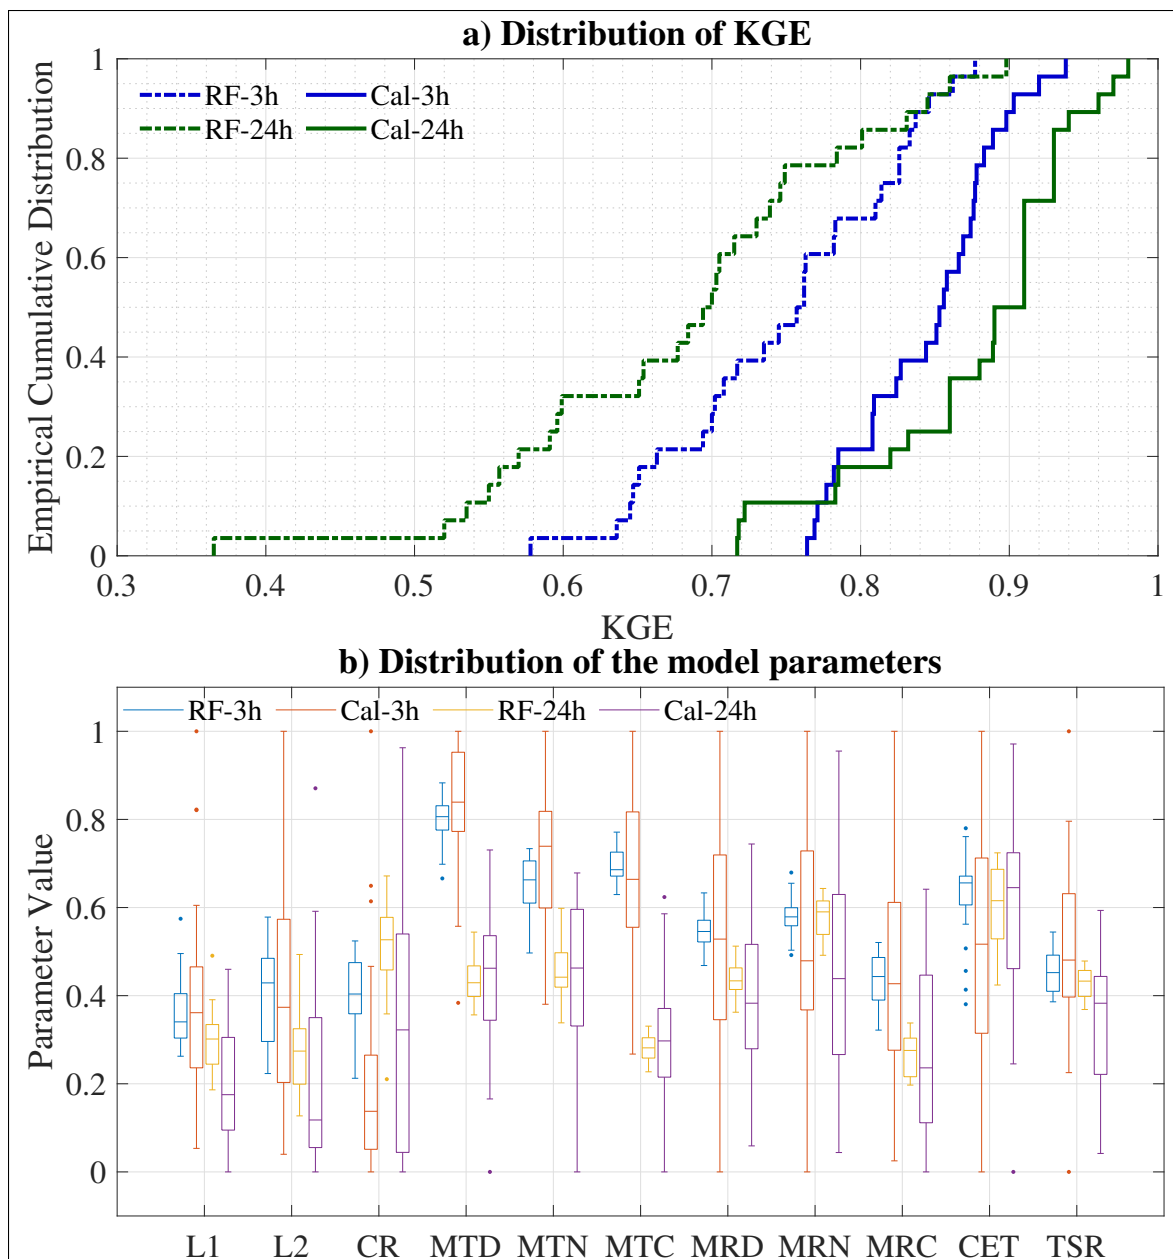 a) Distribution of KGE
Empirical Cumulative Distribution
1
0.8
0.6
0.4
0.2
0
RF-3h Cal-3h
RF-24h Cal-24h
0.3 0.4 0.5 0.6 0.7 0.8 0.9 1
KGE
b) Distribution of the model parameters
Parameter Value
RF-3h Cal-3h RF-24h Cal-24h
1
0.8
0.6
0.4
0.2
0
L1 L2 CR MTD MTN MTC MRD MRN MRC CET TSR